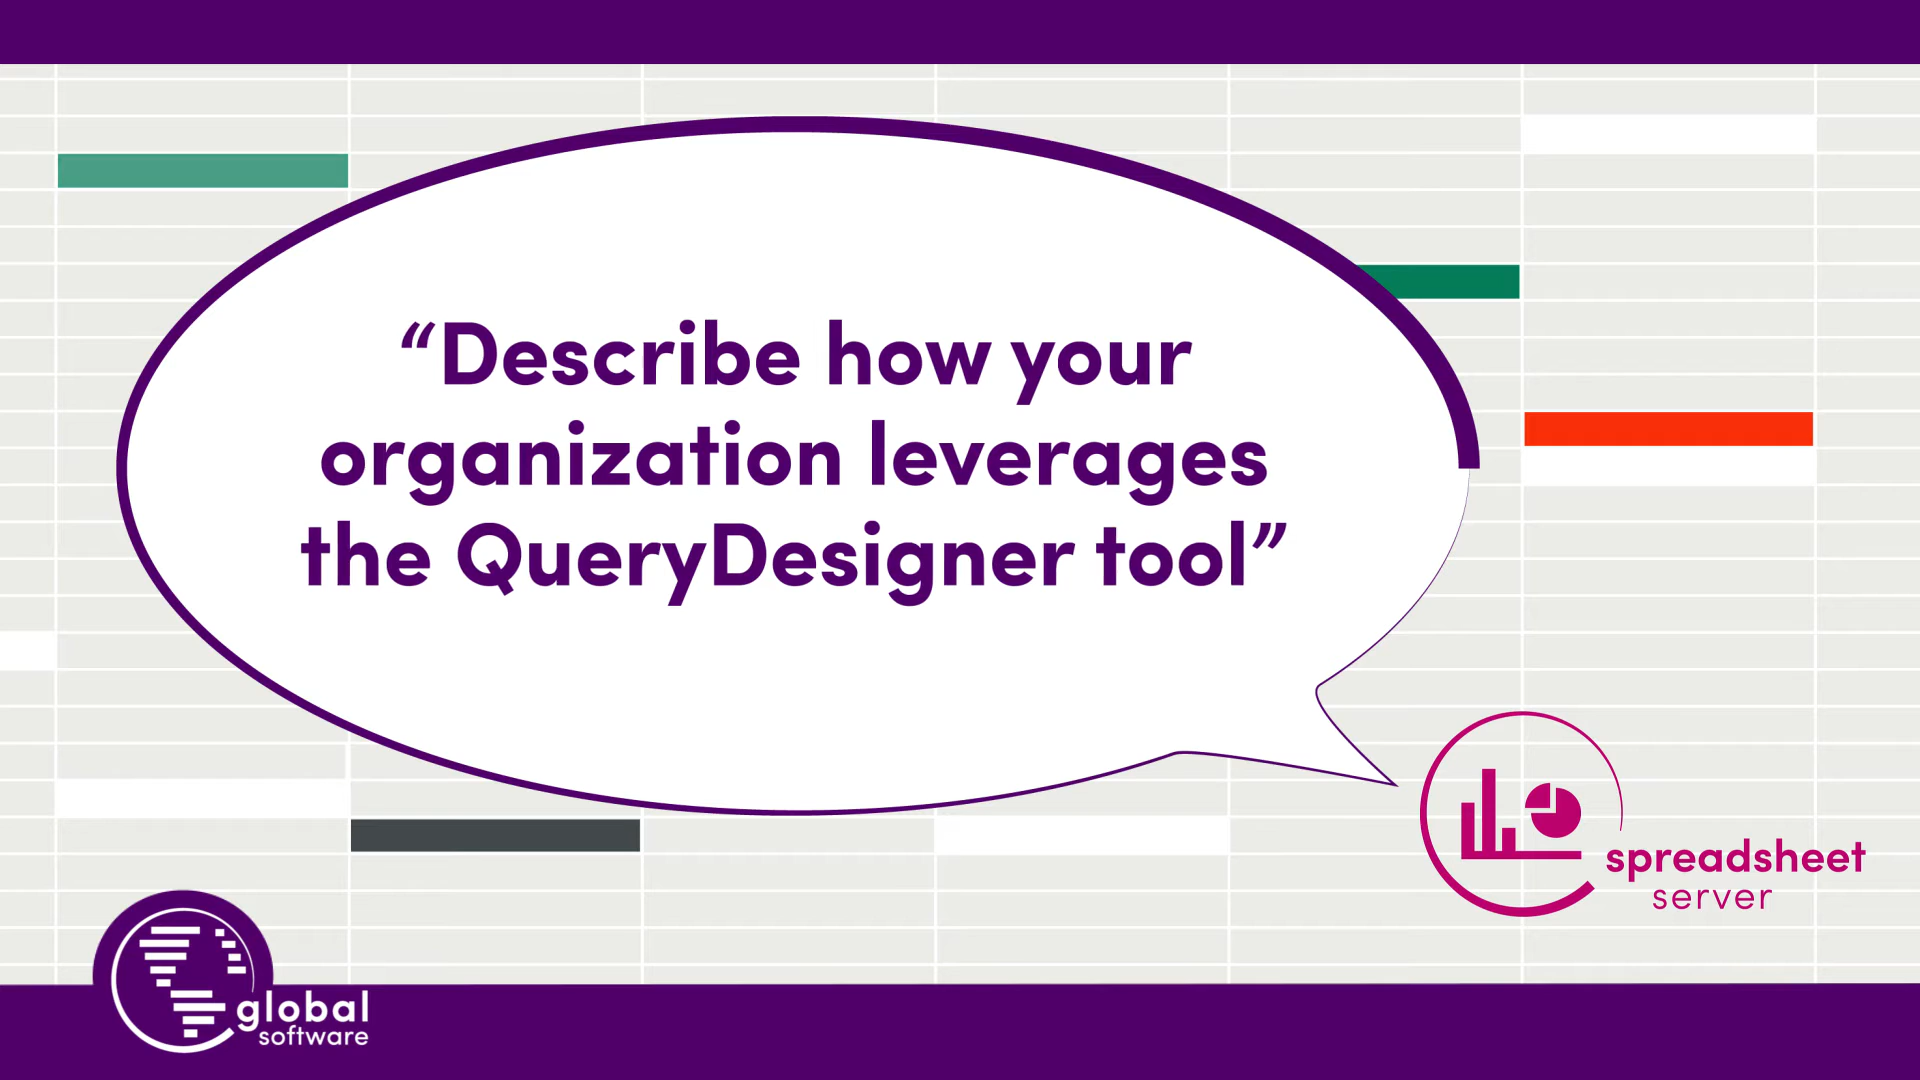 “Describe how your
organization leverages
the QueryDesigner tool”
spreadsheet
server
global
software